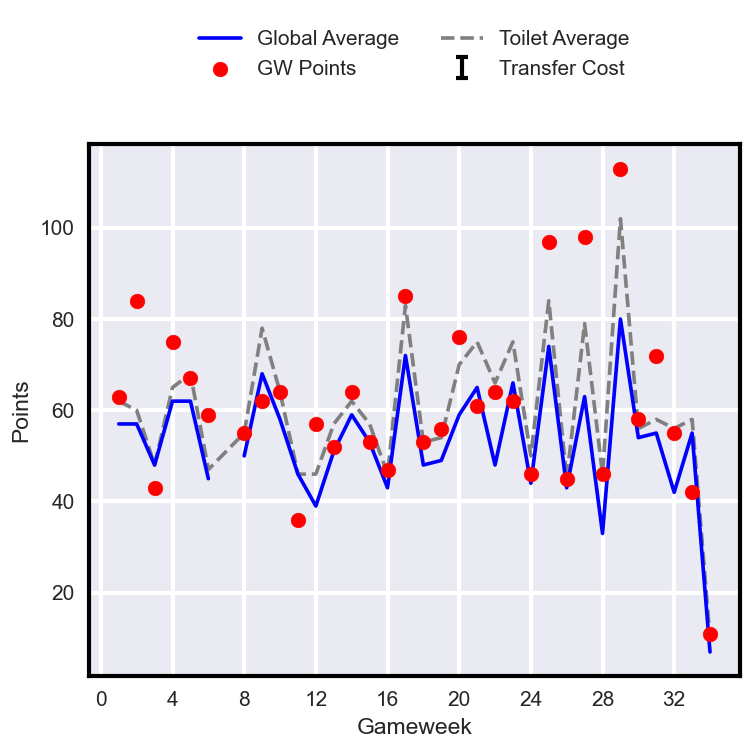 Global Average
Toilet Average
GW Points
Transfer Cost
100
80
60
40
20
Points
0 4 8 12 16 20 24 28 32
Gameweek